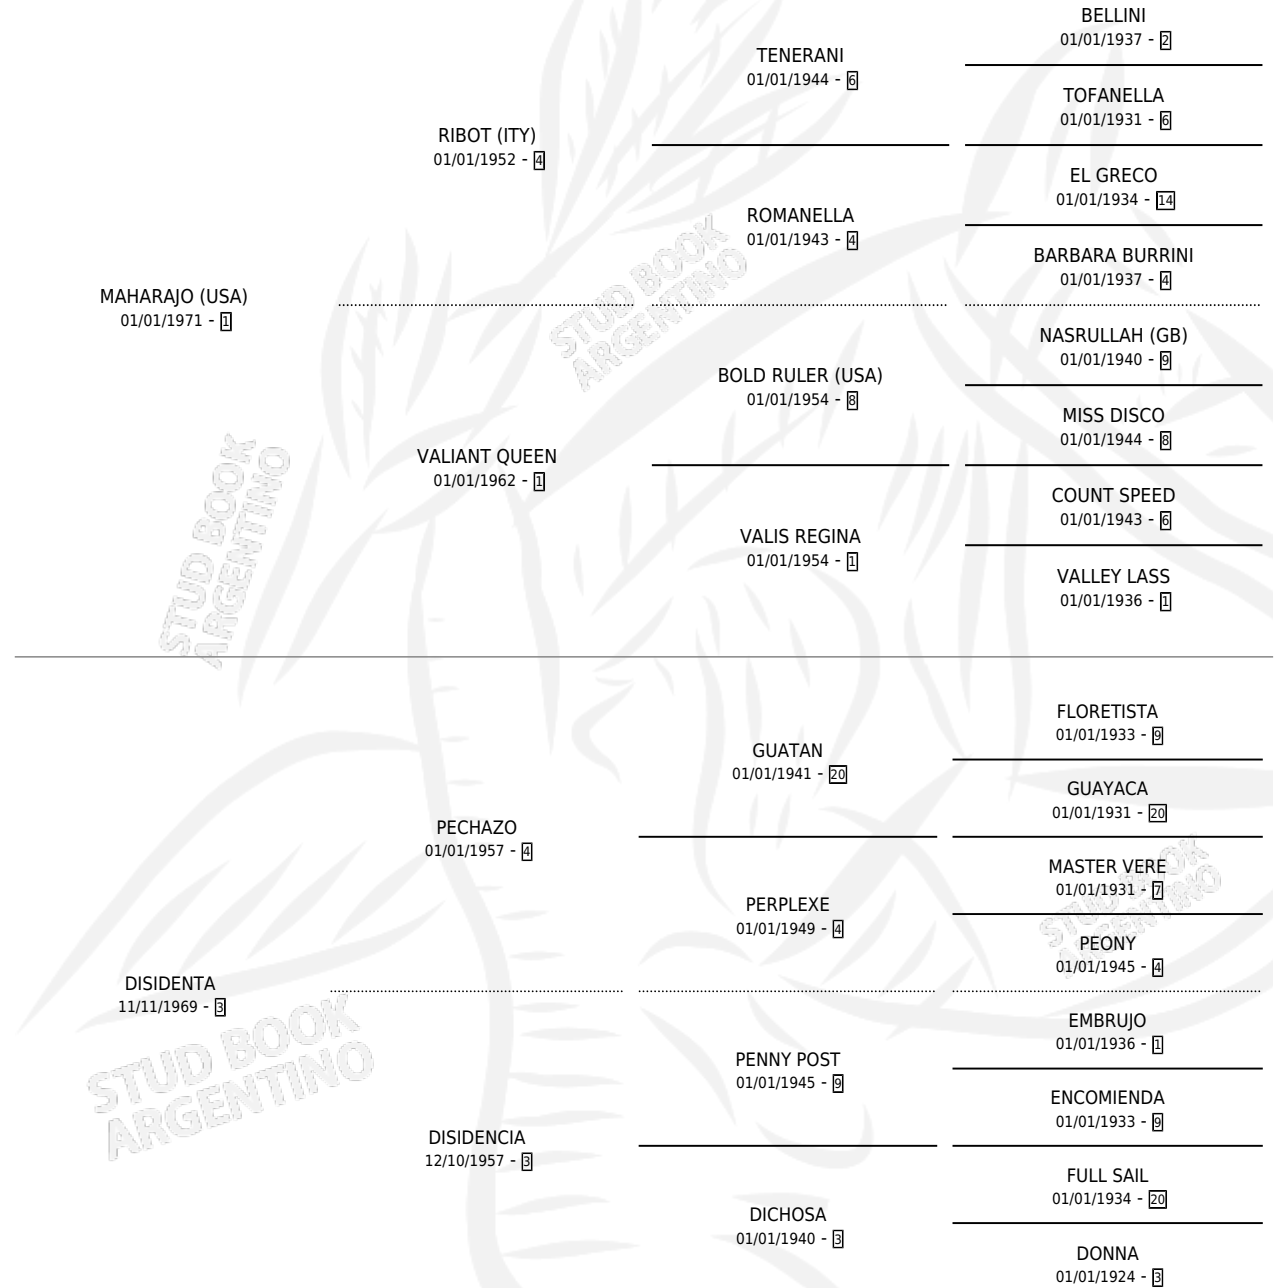 BELLINI
01/01/1937 - 2
TENERANI
01/01/1944 - 6
TOFANELLA
01/01/1931 - 6
RIBOT (ITY)
01/01/1952 - 4
EL GRECO
01/01/1934 - 14
ROMANELLA
01/01/1943 - 4
BARBARA BURRINI
01/01/1937 - 4
MAHARAJO (USA)
01/01/1971 - 1
NASRULLAH (GB)
01/01/1940 - 9
BOLD RULER (USA)
01/01/1954 - 8
MISS DISCO
01/01/1944 - 8
VALIANT QUEEN
01/01/1962 - 1
COUNT SPEED
01/01/1943 - 6
VALIS REGINA
01/01/1954 - 1
VALLEY LASS
01/01/1936 - 1
FLORETISTA
01/01/1933 - 9
GUATAN
01/01/1941 - 20
GUAYACA
01/01/1931 - 20
PECHAZO
01/01/1957 - 4
MASTER VERE
01/01/1931 - 7
PERPLEXE
01/01/1949 - 4
PEONY
01/01/1945 - 4
DISIDENTA
11/11/1969 - 3
EMBRUJO
01/01/1936 - 1
PENNY POST
01/01/1945 - 9
ENCOMIENDA
01/01/1933 - 9
DISIDENCIA
12/10/1957 - 3
FULL SAIL
01/01/1934 - 20
DICHOSA
01/01/1940 - 3
DONNA
01/01/1924 - 3
STUD BOOK
ARGENTINO
STUD BOOK
ARGENTINO
STUD BOOK
ARGENTINO
STUD BOOK
ARGENTINO